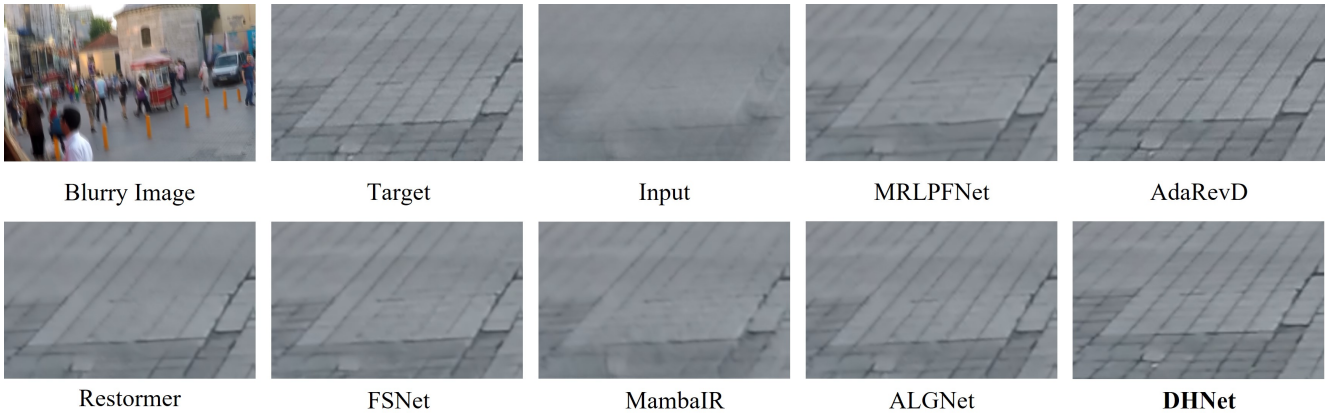 Blurry Image
Target
Input
MRLPFNet
AdaRevD
Restormer
FSNet
MambaIR
ALGNet
DHNet